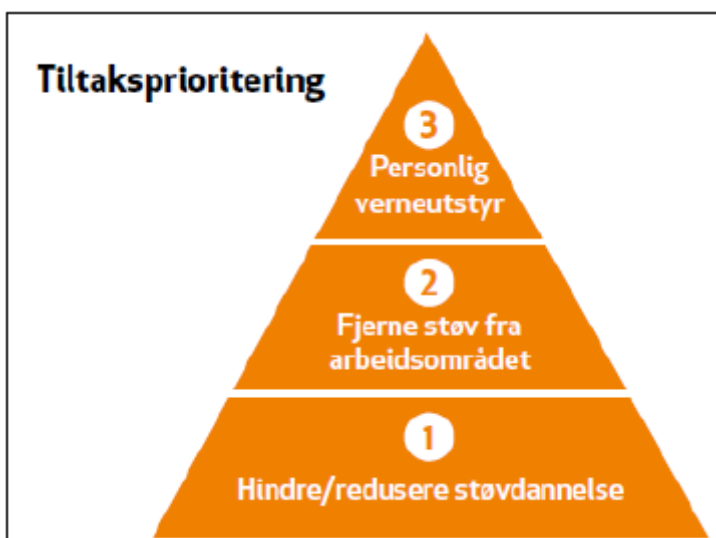 Tiltaksprioritering
3
Personlig
verneutstyr
2
Fjerne støv fra
arbeidsområdet
1
Hindre/redusere støvdannelse